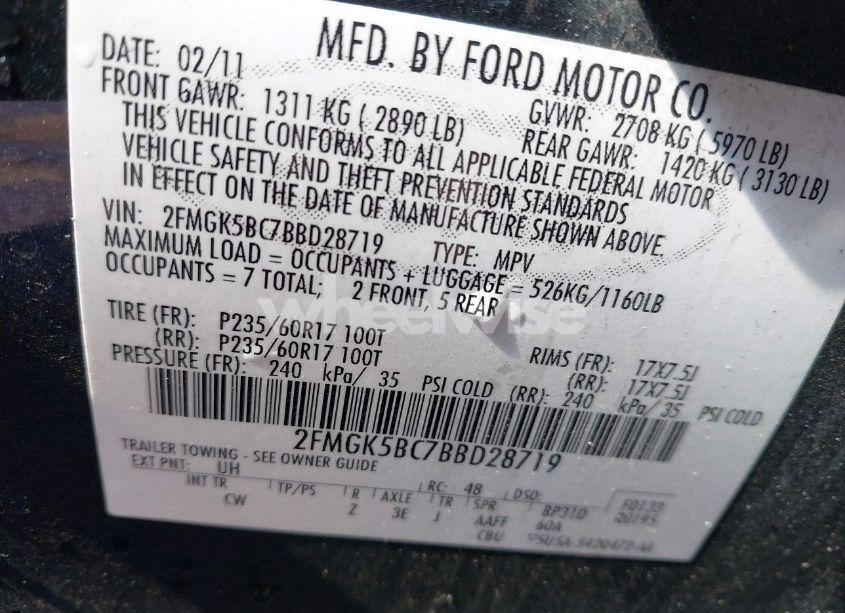 MFD. BY FORD MOTOR CO.
DATE: 02/11 GVWR: 2708 KG ( 5970 LB)
FRONT GAWR: 1311 KG ( 2890 LB) REAR GAWR: 1420 KG ( 3130 LB)
THIS VEHICLE CONFORMS TO ALL APPLICABLE FEDERAL MOTOR
VEHICLE SAFETY AND THEFT PREVENTION STANDARDS
IN EFFECT ON THE DATE OF MANUFACTURE SHOWN ABOVE.
VIN: 2FMGK5BC7BBD28719 TYPE: MPV
MAXIMUM LOAD = OCCUPANTS + LUGGAGE = 526KG/1160LB
OCCUPANTS = 7 TOTAL; 2 FRONT, 5 REAR
wheelwise
TIRE (FR): P235/60R17 100T RIMS (FR): 17X7.5J
(RR): P235/60R17 100T (RR): 17X7.5J
PRESSURE (FR): 240 kPa/ 35 PSI COLD (RR): 240 kPa/ 35 PSI COLD
2FMGK5BC7BBD28719
TRAILER TOWING - SEE OWNER GUIDE
EXT PNT: UH RC: 48 DSO: F0133
INT TR TP/PS R AXLE TR SPR BP31D
CW Z 3E J AAFF 60A
CBU